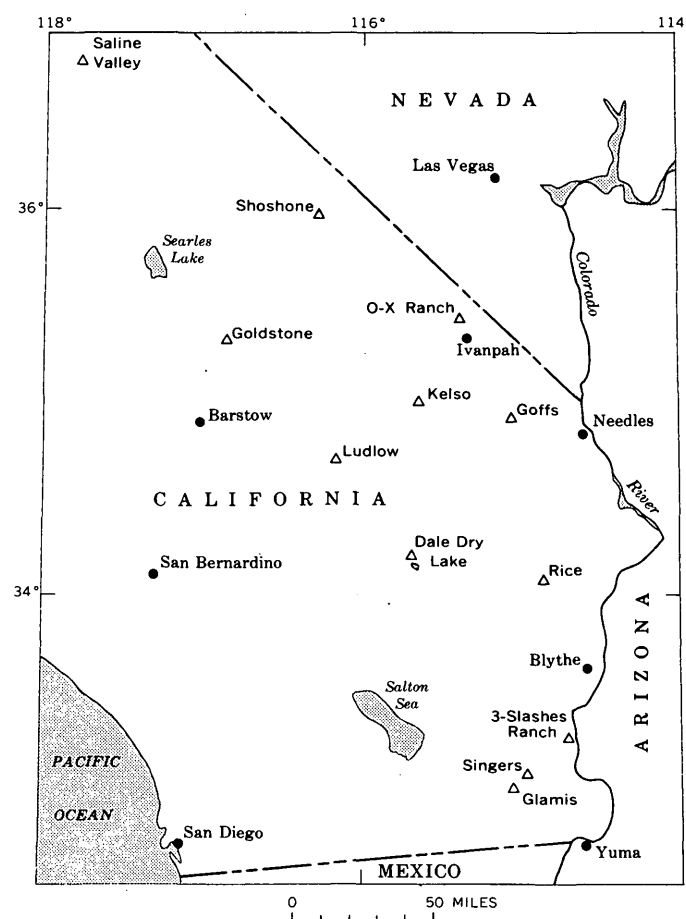 118°
116°
114
Saline
Valley
NEVADA
Las Vegas
36°
Shoshone
Searles
Lake
Colorado
O-X Ranch
Goldstone
Ivanpah
Kelso
Goffs
Barstow
Needles
Ludlow
River
CALIFORNIA
Dale Dry
Lake
San Bernardino
Rice
34°
ARIZONA
Blythe
Salton
Sea
3-Slashes
Ranch
PACIFIC
OCEAN
Singers
Glamis
San Diego
Yuma
MEXICO
0 50 MILES